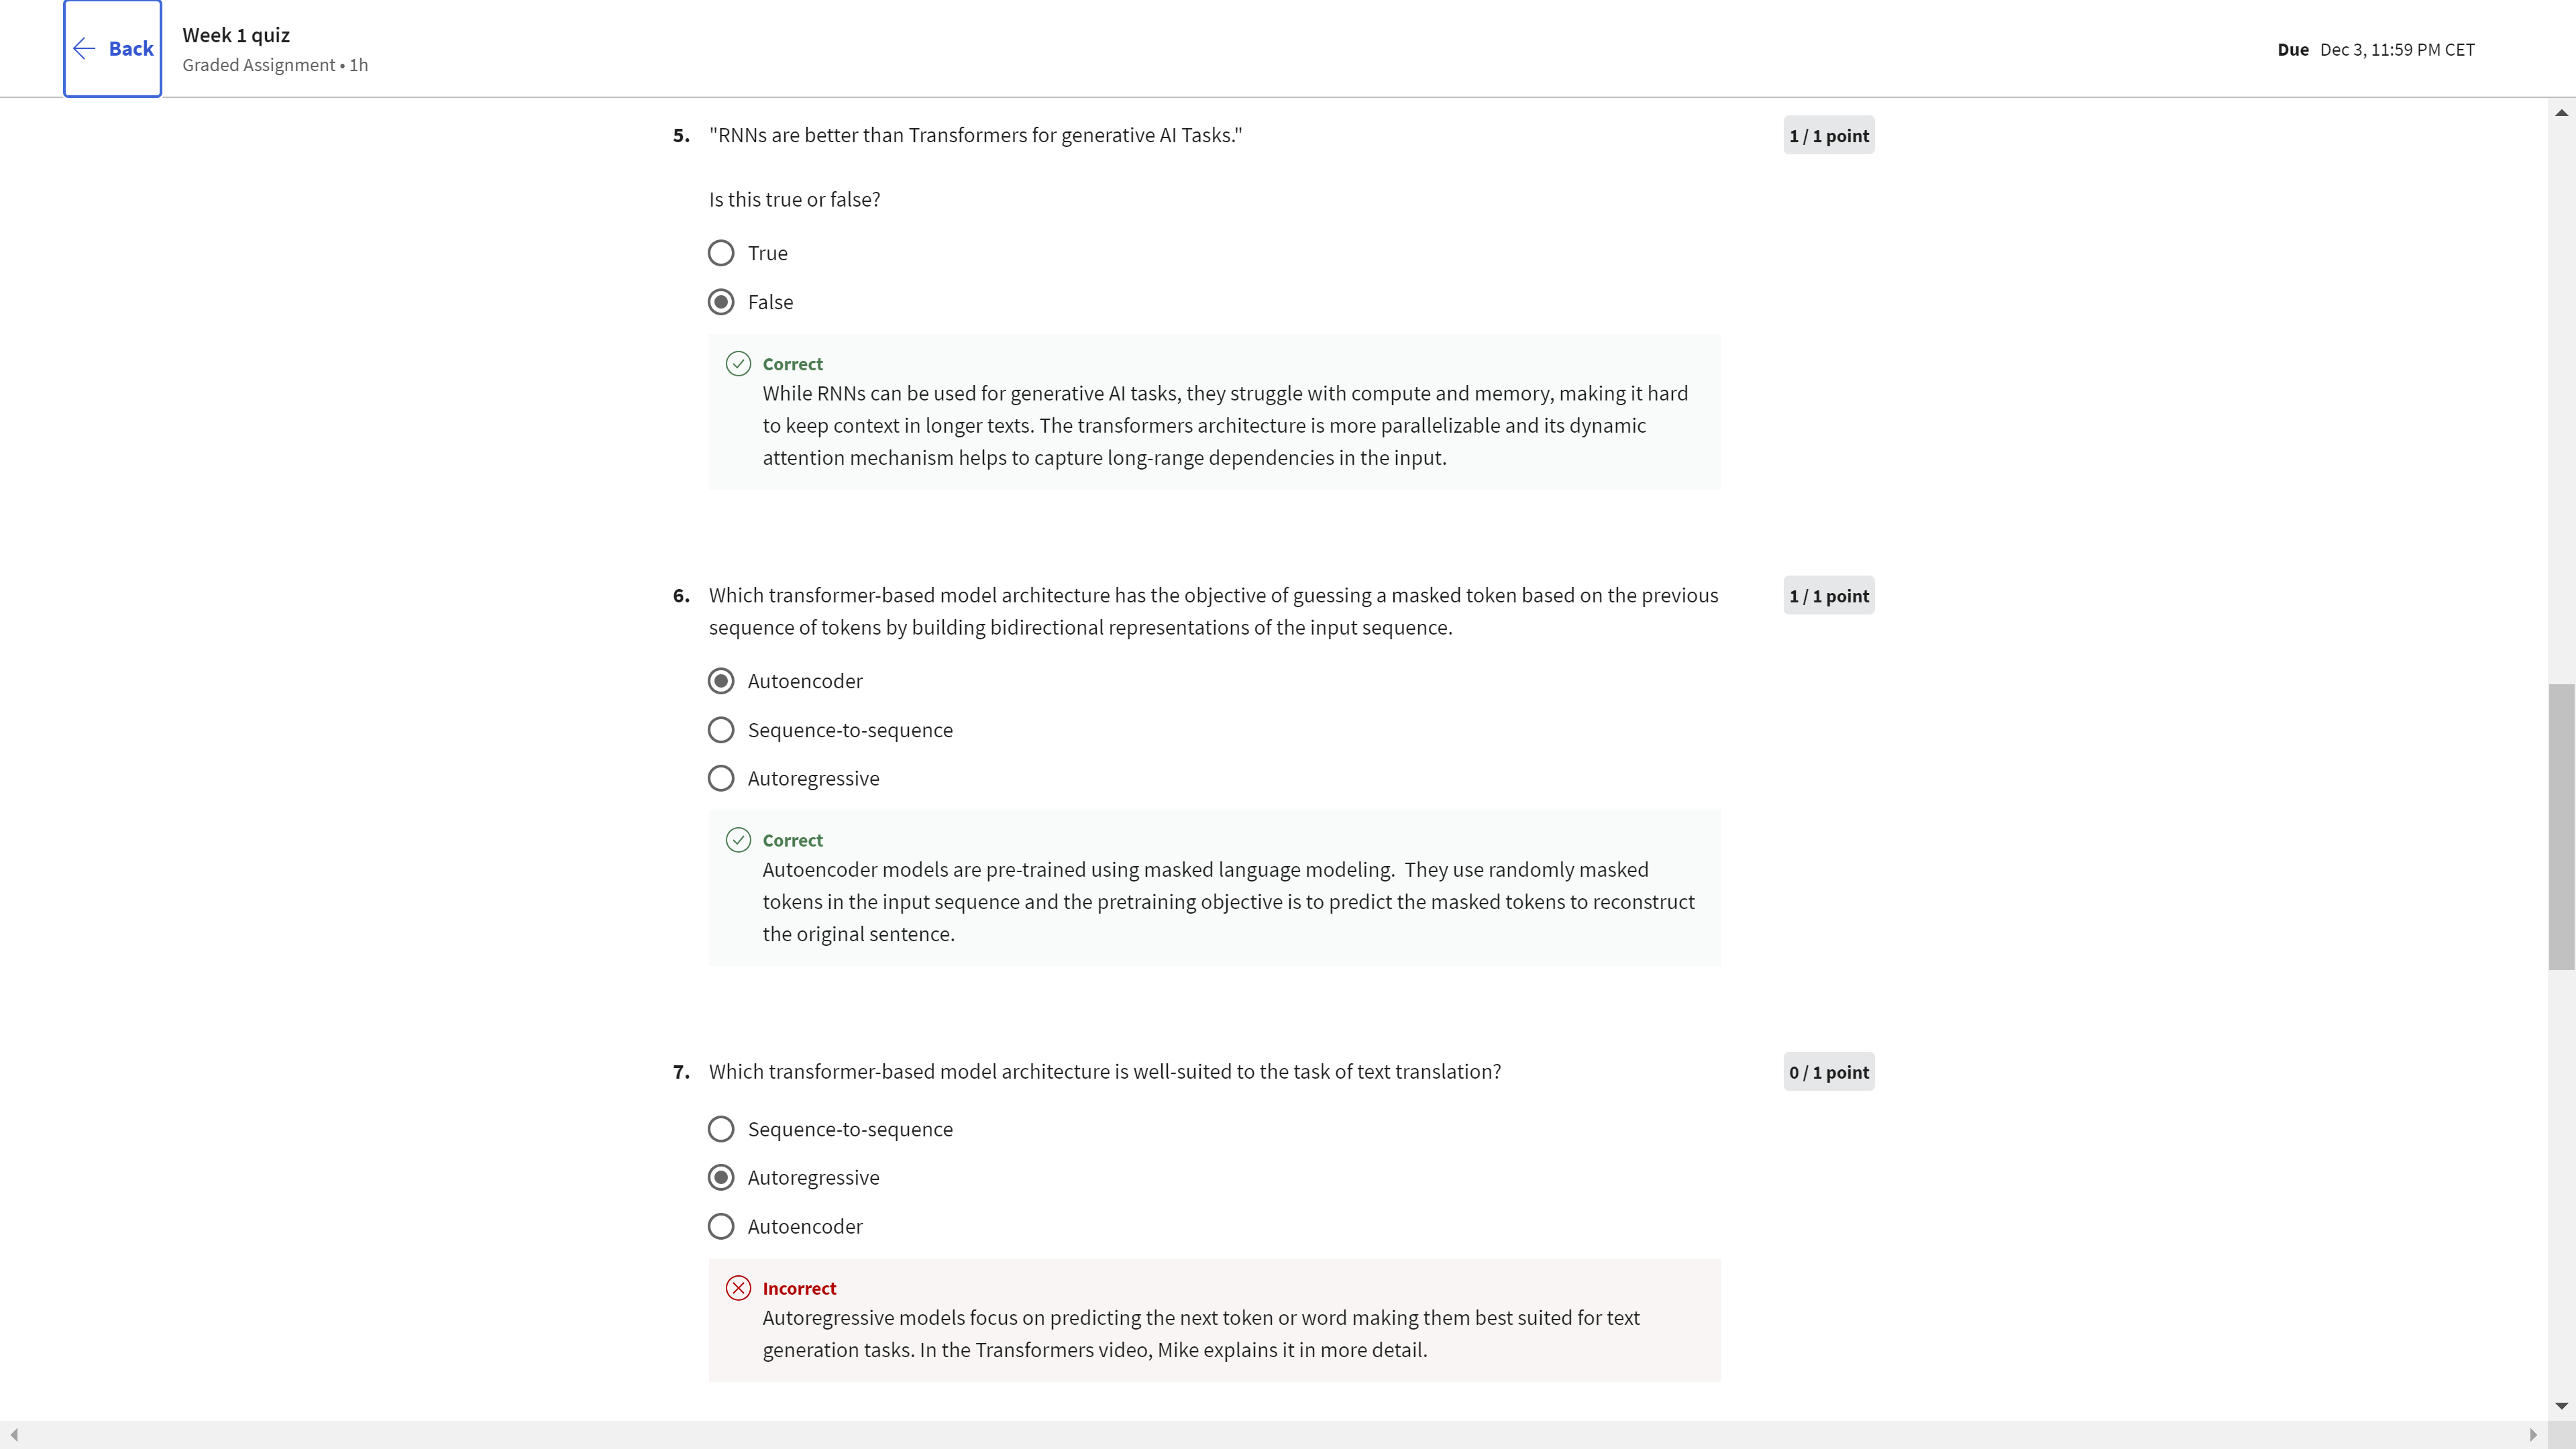 Back
Week 1 quiz
Graded Assignment • 1h
Due Dec 3, 11:59 PM CET
5. "RNNs are better than Transformers for generative AI Tasks."
1 / 1 point
Is this true or false?
True
False
Correct
While RNNs can be used for generative AI tasks, they struggle with compute and memory, making it hard
to keep context in longer texts. The transformers architecture is more parallelizable and its dynamic
attention mechanism helps to capture long-range dependencies in the input.
6. Which transformer-based model architecture has the objective of guessing a masked token based on the previous
sequence of tokens by building bidirectional representations of the input sequence.
1 / 1 point
Autoencoder
Sequence-to-sequence
Autoregressive
Correct
Autoencoder models are pre-trained using masked language modeling. They use randomly masked
tokens in the input sequence and the pretraining objective is to predict the masked tokens to reconstruct
the original sentence.
7. Which transformer-based model architecture is well-suited to the task of text translation?
0 / 1 point
Sequence-to-sequence
Autoregressive
Autoencoder
Incorrect
Autoregressive models focus on predicting the next token or word making them best suited for text
generation tasks. In the Transformers video, Mike explains it in more detail.